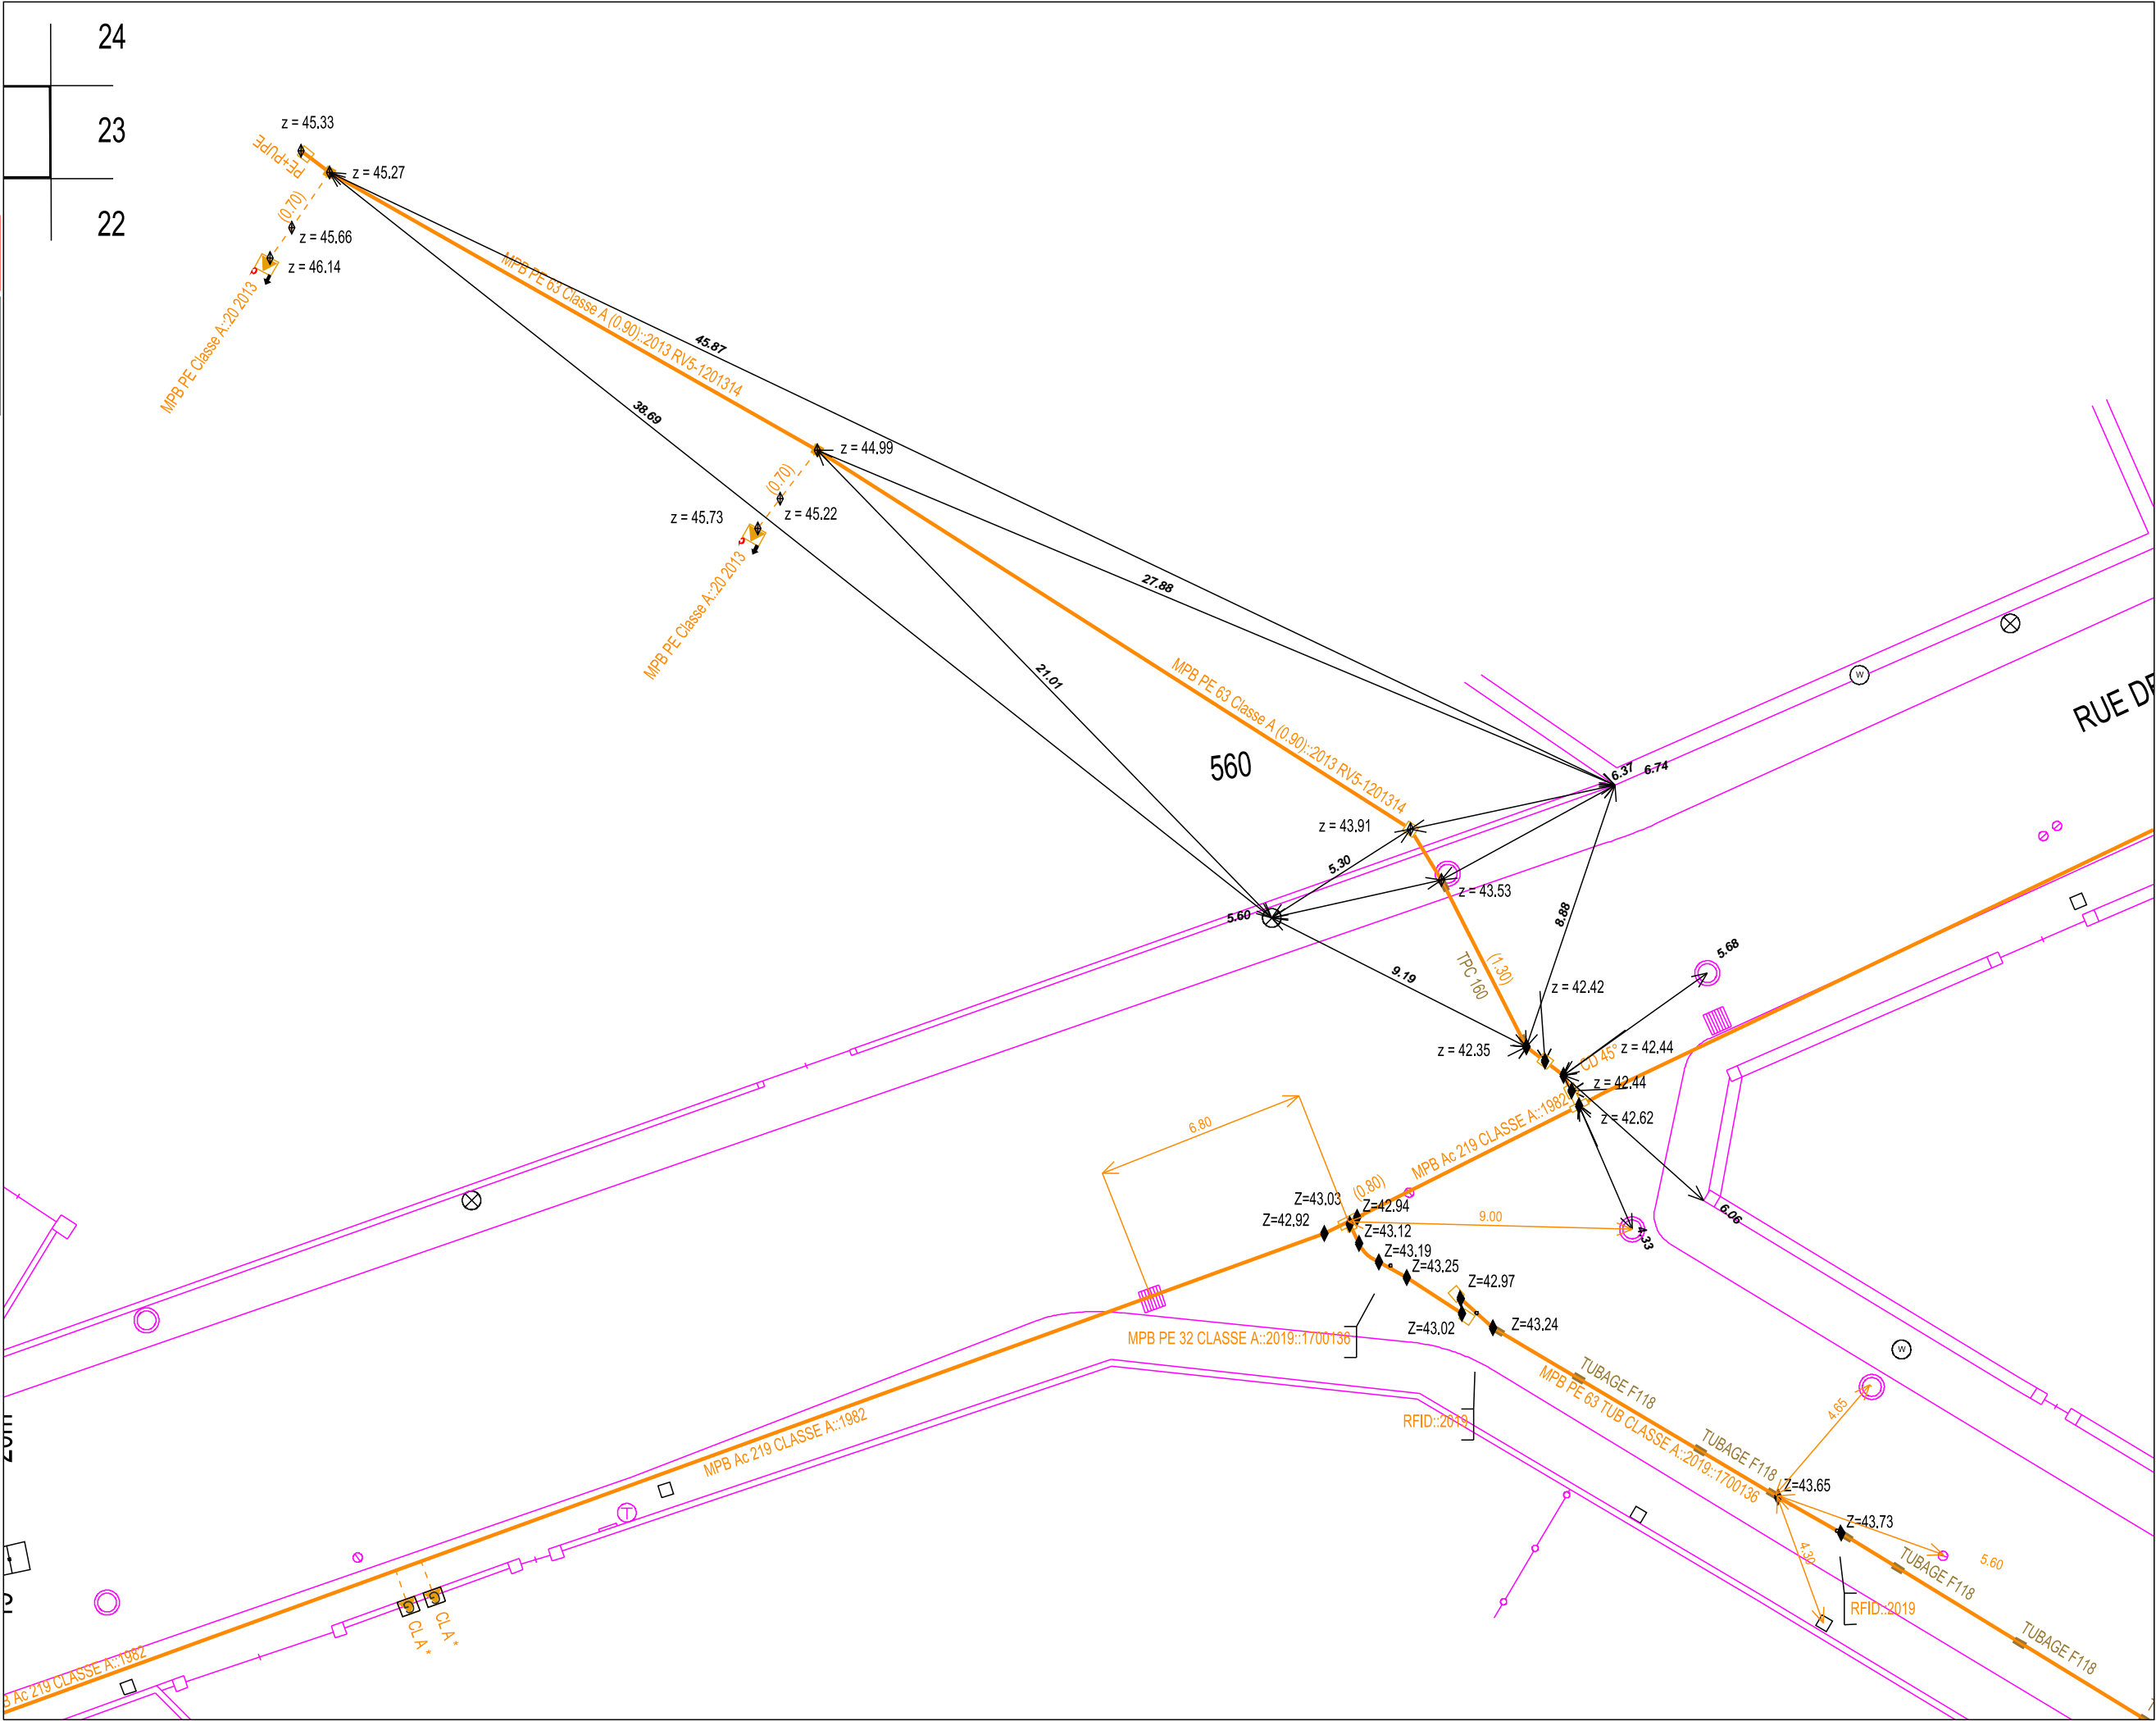 24
23
22
z = 45.33
PE+PUPE
z = 45.27
(0.70)
z = 45.66
z = 46.14
MPB PE Classe A::20 2013
MPB PE 63 Classe A (0.90)::2013 RV5-1201314
45.87
38.69
z = 44.99
(0.70)
z = 45.22
z = 45.73
MPB PE Classe A::20 2013
27.88
21.01
MPB PE 63 Classe A (0.90)::2013 RV5-1201314
560
W
RUE DE
6.37
6.74
z = 43.91
5.30
z = 43.53
5.60
8.88
TPC 160
(1.30)
9.19
5.68
z = 42.42
z = 42.35
CD 45°
z = 42.44
z = 42.44
z = 42.62
MPB Ac 219 CLASSE A::1982
6.80
(0.80)
Z=43.03
Z=42.94
Z=42.92
Z=43.12
9.00
4.33
6.06
Z=43.19
Z=43.25
Z=42.97
Z=43.02
Z=43.24
MPB PE 32 CLASSE A::2019::1700136
W
TUBAGE F118
MPB PE 63 TUB CLASSE A::2019::1700136
RFID::2019
4.65
TUBAGE F118
Z=43.65
Z=43.73
4.30
5.60
TUBAGE F118
RFID::2019
TUBAGE F118
MPB Ac 219 CLASSE A::1982
T
G
G
CL A *
CL A *
B Ac 219 CLASSE A::1982